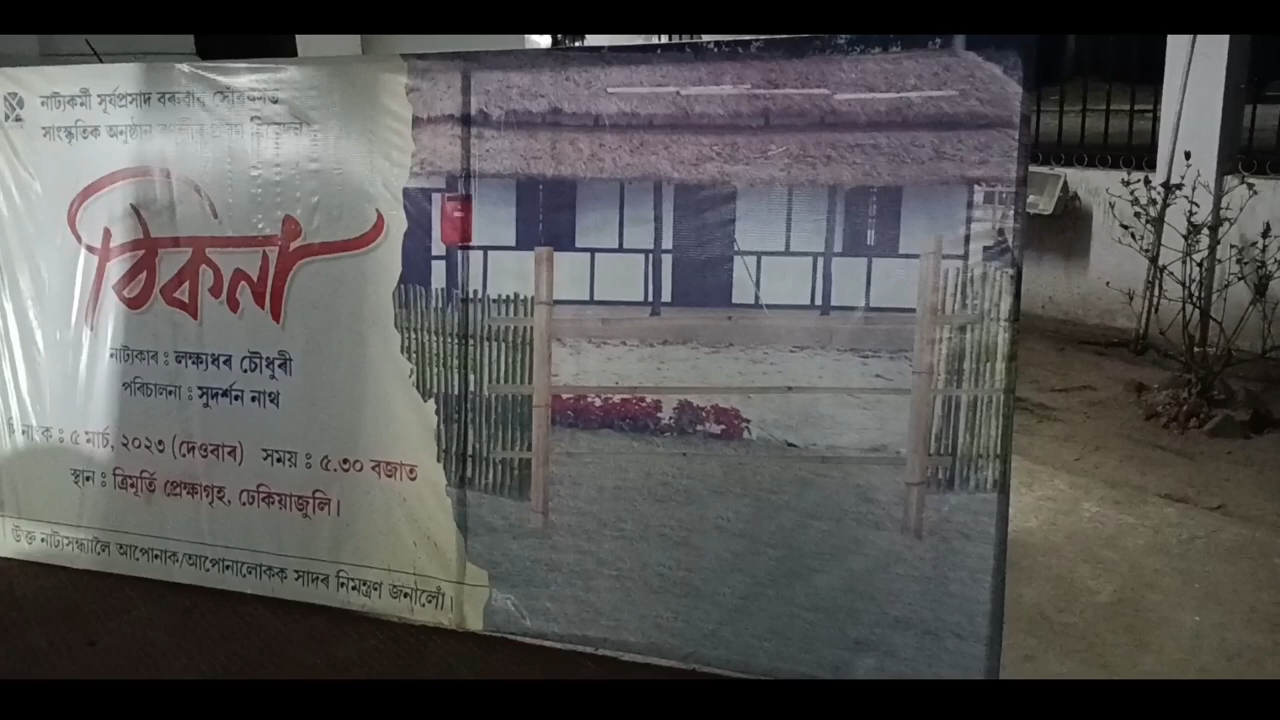 নাট্যকৰ্মী সূৰ্যপ্ৰসাদ বৰুৱাৰ
সাংস্কৃতিক অনুষ্ঠান
ঠিকনা
নাট্যকাৰ : লক্ষ্যধৰ চৌধুৰী
পৰিচালনা : সুদৰ্শন নাথ
দিনাংক : ৫ মাৰ্চ, ২০২৩ (দেওবাৰ) সময় : ৫.৩০ বজাত
স্থান : ত্ৰিমূৰ্তি প্ৰেক্ষাগৃহ, ঢেকিয়াজুলি।
উক্ত নাট্যসন্ধ্যালৈ আপোনাক/আপোনালোকক সাদৰ নিমন্ত্ৰণ জনালোঁ।